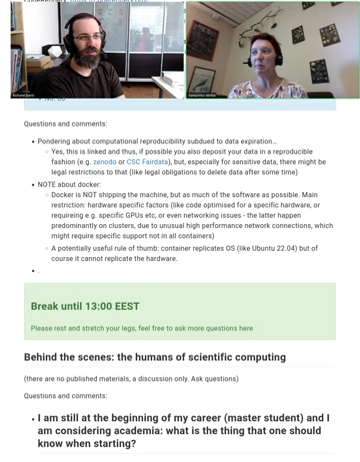 Questions and comments:
• Pondering about computational reproducibility subdued to data expiration...
○ Yes, this is linked and thus, if possible you also deposit your data in a reproducible
fashion (e.g. zenodo or CSC Fairdata), but, especially for sensitive data, there might be
legal restrictions to that (like legal obligations to delete data after some time)
• NOTE about docker:
○ Docker is NOT shipping the machine, but as much of the software as possible. Main
restriction: hardware specific factors (like code optimised for a specific hardware, or
requireing e.g. specific GPUs etc, or even networking issues - the latter happen
predominantly on clusters, due to unusual high performance network connections, which
might require specific support not in all containers)
○ A potentially useful rule of thumb: container replicates OS (like Ubuntu 22.04) but of
course it cannot replicate the hardware.
• .
Break until 13:00 EEST
Please rest and stretch your legs, feel free to ask more questions here
Behind the scenes: the humans of scientific computing
(there are no published materials, a discussion only. Ask questions)
Questions and comments:
• I am still at the beginning of my career (master student) and I
am considering academia: what is the thing that one should
know when starting?